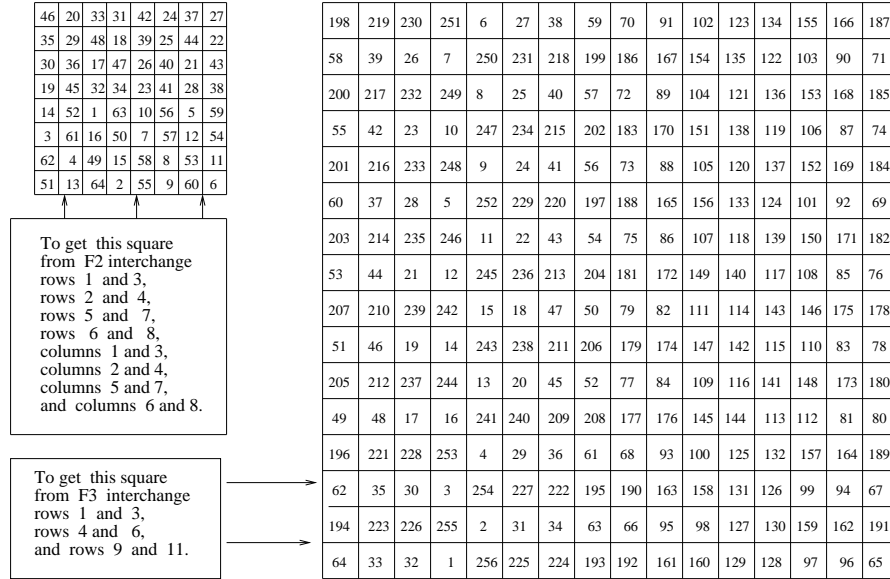 46 20 33 31 42 24 37 27
35 29 48 18 39 25 44 22
30 36 17 47 26 40 21 43
19 45 32 34 23 41 28 38
14 52 1 63 10 56 5 59
3 61 16 50 7 57 12 54
62 4 49 15 58 8 53 11
51 13 64 2 55 9 60 6
To get this square
from F2 interchange
rows 1 and 3,
rows 2 and 4,
rows 5 and 7,
rows 6 and 8,
columns 1 and 3,
columns 2 and 4,
columns 5 and 7,
and columns 6 and 8.
To get this square
from F3 interchange
rows 1 and 3,
rows 4 and 6,
and rows 9 and 11.
198 219 230 251 6 27 38 59 70 91 102 123 134 155 166 187
58 39 26 7 250 231 218 199 186 167 154 135 122 103 90 71
200 217 232 249 8 25 40 57 72 89 104 121 136 153 168 185
55 42 23 10 247 234 215 202 183 170 151 138 119 106 87 74
201 216 233 248 9 24 41 56 73 88 105 120 137 152 169 184
60 37 28 5 252 229 220 197 188 165 156 133 124 101 92 69
203 214 235 246 11 22 43 54 75 86 107 118 139 150 171 182
53 44 21 12 245 236 213 204 181 172 149 140 117 108 85 76
207 210 239 242 15 18 47 50 79 82 111 114 143 146 175 178
51 46 19 14 243 238 211 206 179 174 147 142 115 110 83 78
205 212 237 244 13 20 45 52 77 84 109 116 141 148 173 180
49 48 17 16 241 240 209 208 177 176 145 144 113 112 81 80
196 221 228 253 4 29 36 61 68 93 100 125 132 157 164 189
62 35 30 3 254 227 222 195 190 163 158 131 126 99 94 67
194 223 226 255 2 31 34 63 66 95 98 127 130 159 162 191
64 33 32 1 256 225 224 193 192 161 160 129 128 97 96 65